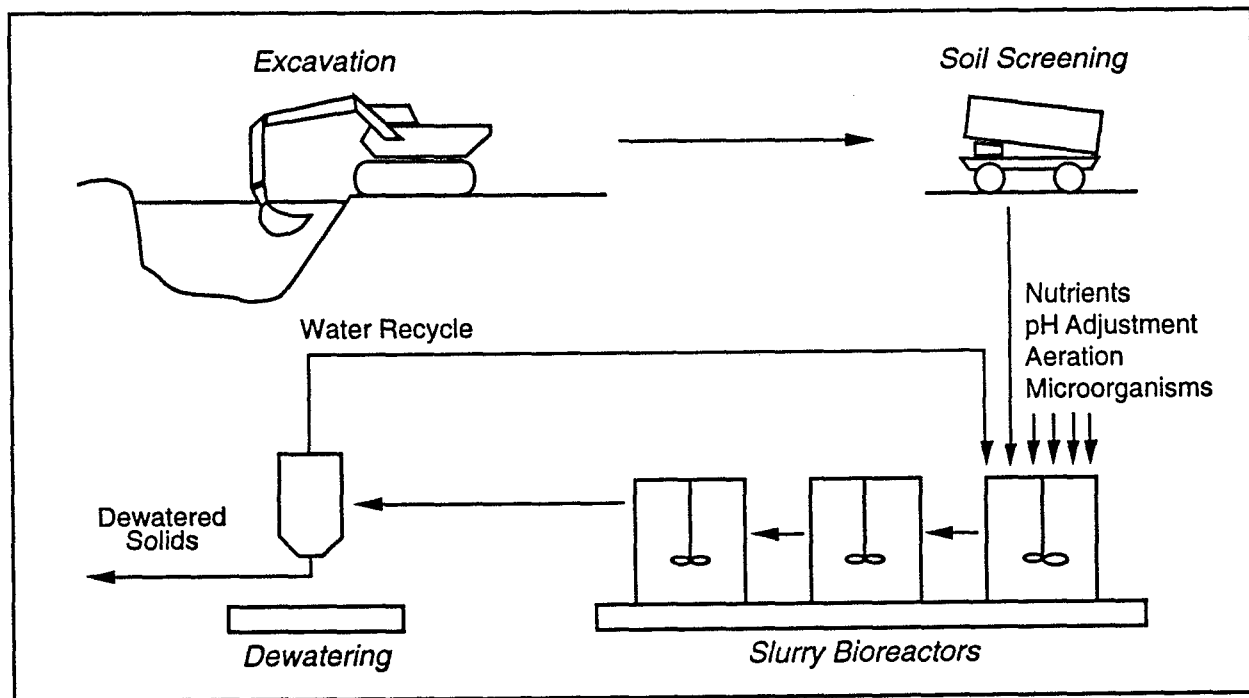 Excavation
Soil Screening
Nutrients
pH Adjustment
Aeration
Microorganisms
Water Recycle
Dewatered
Solids
Dewatering
Slurry Bioreactors